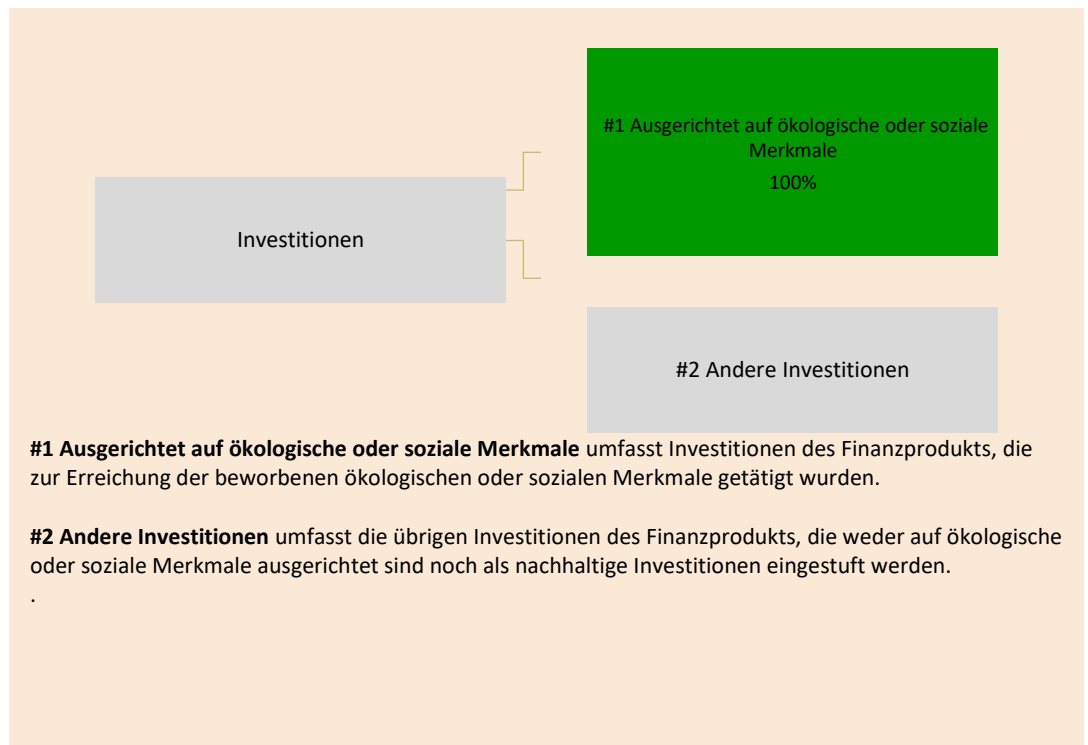 #1 Ausgerichtet auf ökologische oder soziale
Merkmale
100%
Investitionen
#2 Andere Investitionen
#1 Ausgerichtet auf ökologische oder soziale Merkmale umfasst Investitionen des Finanzprodukts, die
zur Erreichung der beworbenen ökologischen oder sozialen Merkmale getätigt wurden.
#2 Andere Investitionen umfasst die übrigen Investitionen des Finanzprodukts, die weder auf ökologische
oder soziale Merkmale ausgerichtet sind noch als nachhaltige Investitionen eingestuft werden.
.